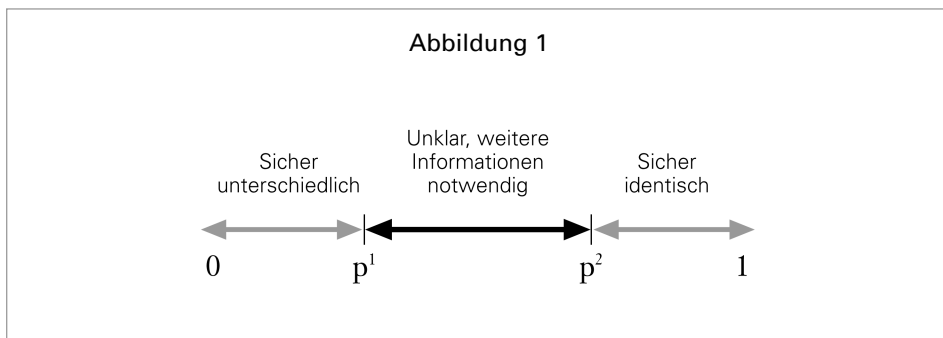 Abbildung 1
Unklar, weitere
Sicher
Informationen
Sicher
unterschiedlich
notwendig
identisch
0
p¹
p²
1